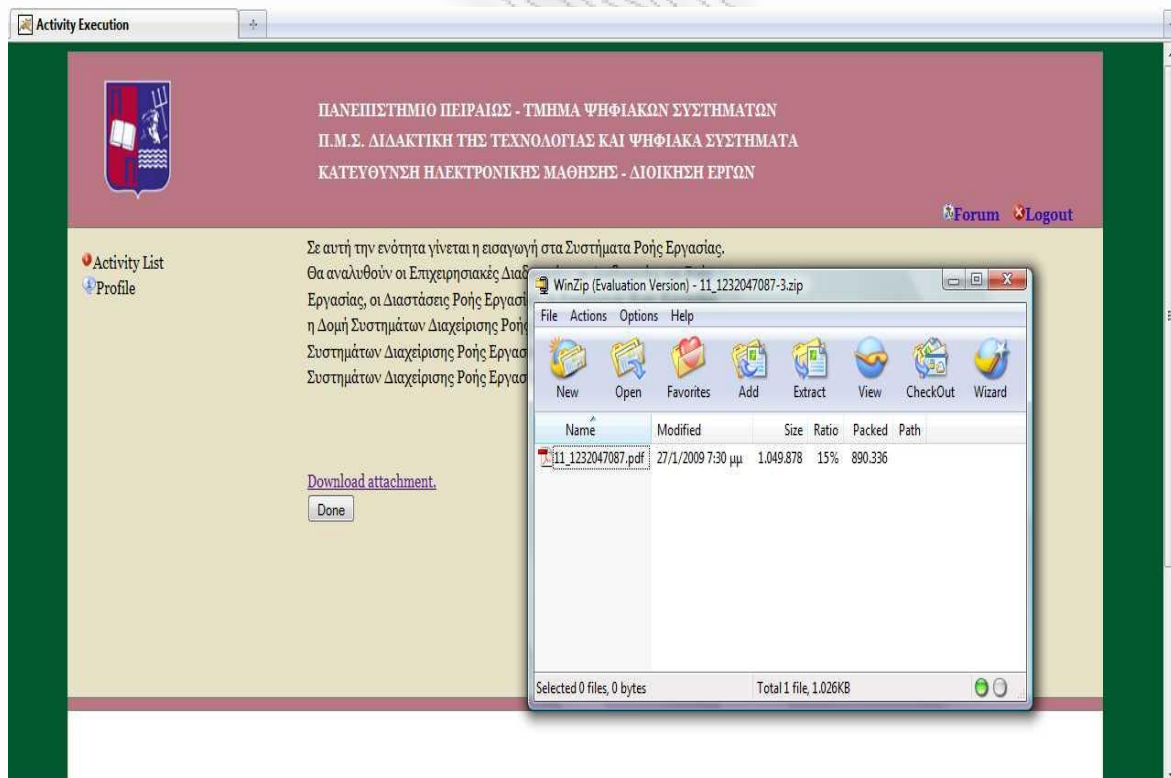 Activity Execution
ΠΑΝΕΠΙΣΤΗΜΙΟ ΠΕΙΡΑΙΩΣ - ΤΜΗΜΑ ΨΗΦΙΑΚΩΝ ΣΥΣΤΗΜΑΤΩΝ
Π.Μ.Σ. ΔΙΔΑΚΤΙΚΗ ΤΗΣ ΤΕΧΝΟΛΟΓΙΑΣ ΚΑΙ ΨΗΦΙΑΚΑ ΣΥΣΤΗΜΑΤΑ
ΚΑΤΕΥΘΥΝΣΗ ΗΛΕΚΤΡΟΝΙΚΗΣ ΜΑΘΗΣΗΣ - ΔΙΟΙΚΗΣΗ ΕΡΓΩΝ
Forum Logout
Activity List
Profile
Σε αυτή την ενότητα γίνεται η εισαγωγή στα Συστήματα Ροής Εργασίας.
Θα αναλυθούν οι Επιχειρησιακές
Εργασίας, οι Διαστάσεις Ροής
η Δομή Συστημάτων Διαχείρισης
Συστημάτων Διαχείρισης Ροής
Συστημάτων Διαχείρισης Ροής
Download attachment.
Done
WinZip (Evaluation Version) - 11_1232047087-3.zip
File Actions Options Help
New Open Favorites Add Extract View CheckOut Wizard
Name Modified Size Ratio Packed Path
11_1232047087.pdf 27/1/2009 7:30 μμ 1.049.878 15% 890.336
Selected 0 files, 0 bytes Total 1 file, 1.026KB